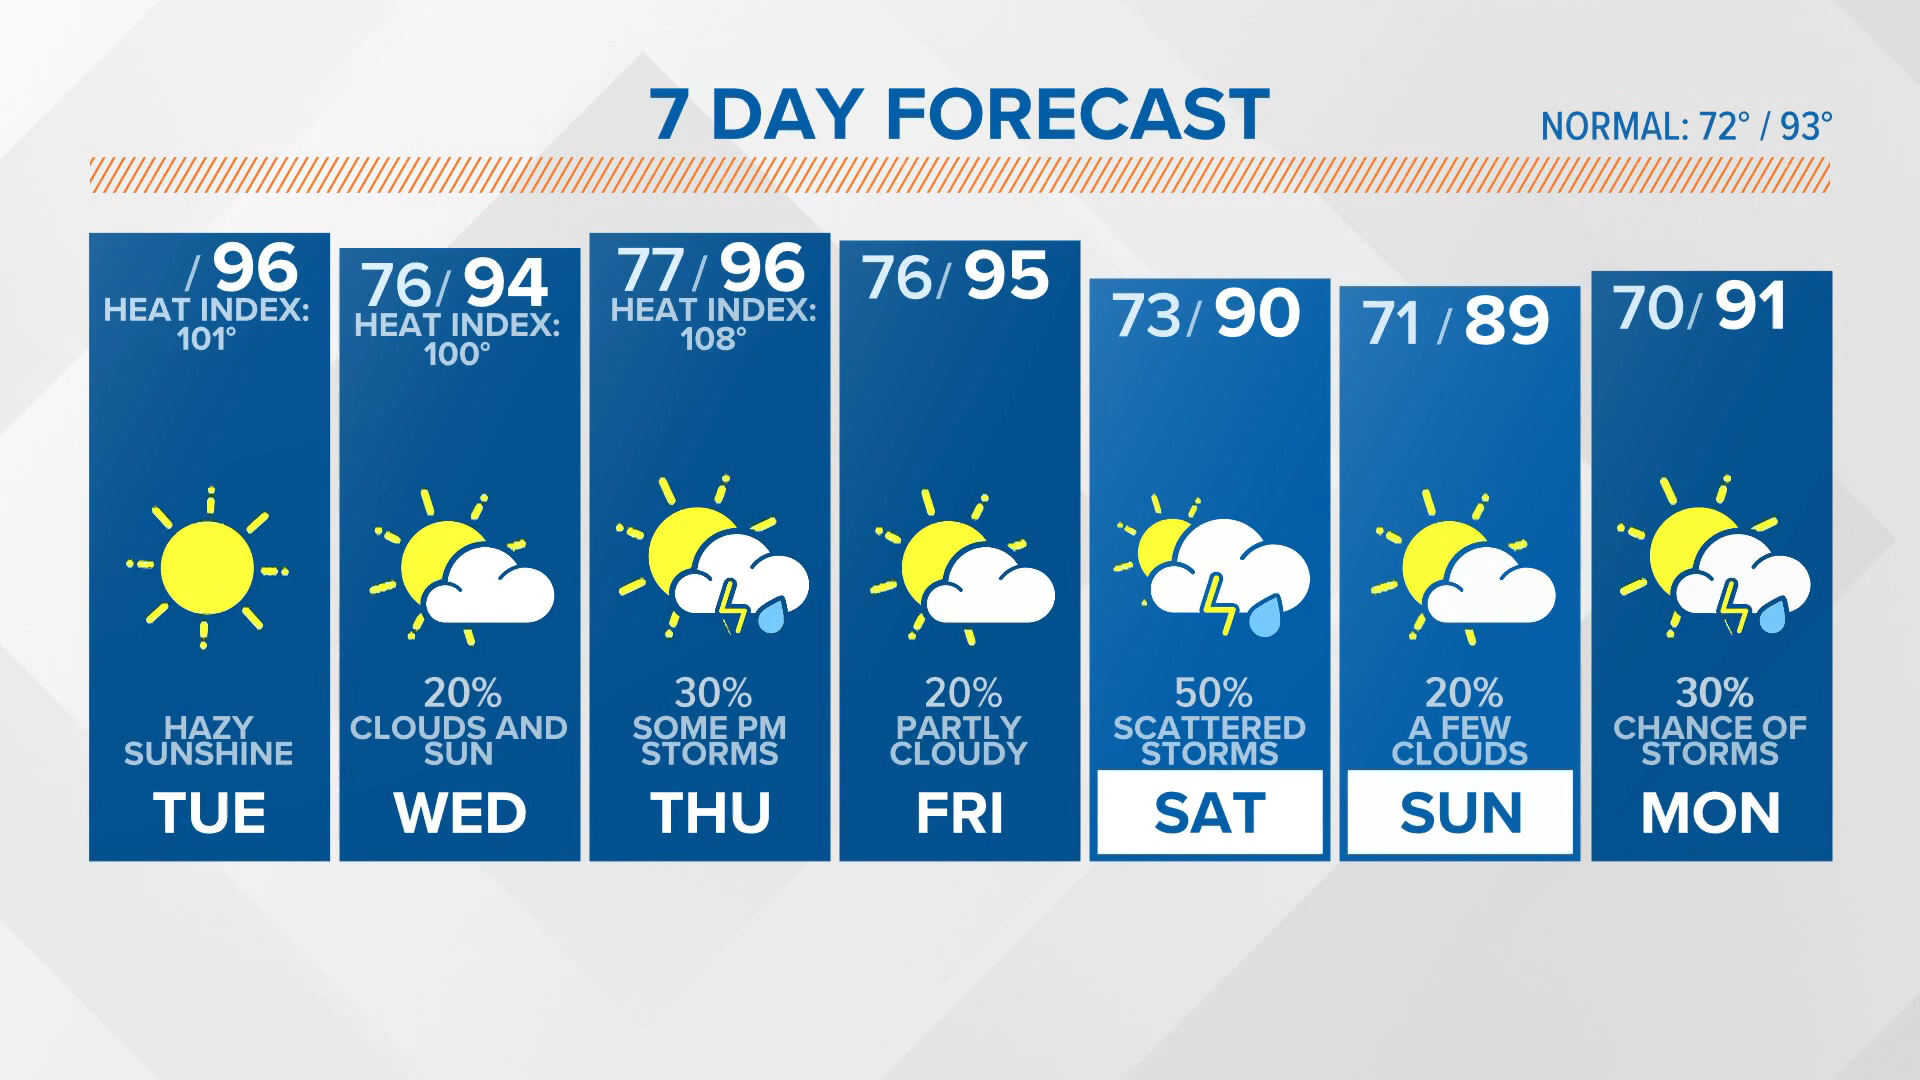 7 DAY FORECAST
NORMAL: 72° / 93°
/ 96
HEAT INDEX:
101°
HAZY
SUNSHINE
TUE
76/ 94
HEAT INDEX:
100°
20%
CLOUDS AND
SUN
WED
77/ 96
HEAT INDEX:
108°
30%
SOME PM
STORMS
THU
76/ 95
20%
PARTLY
CLOUDY
FRI
73/ 90
50%
SCATTERED
STORMS
SAT
71 / 89
20%
A FEW
CLOUDS
SUN
70/ 91
30%
CHANCE OF
STORMS
MON